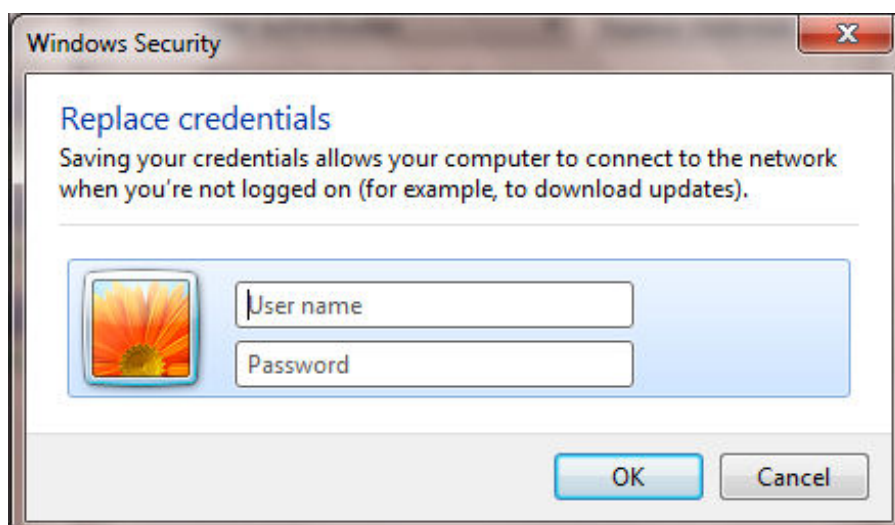 Windows Security
Replace credentials
Saving your credentials allows your computer to connect to the network
when you're not logged on (for example, to download updates).
User name
Password
OK
Cancel